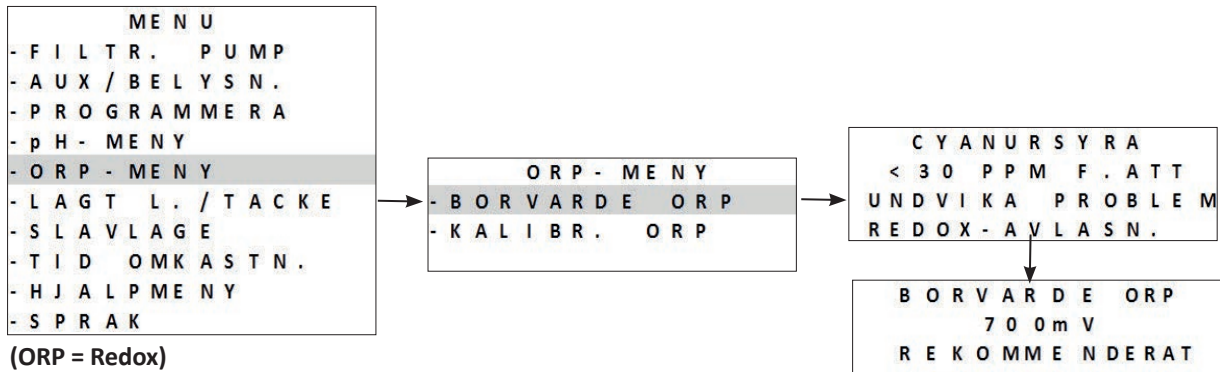 MENU
-FILTR. PUMP
-AUX/BELYSN.
-PROGRAMMERA
-pH-MENY
-ORP-MENY
-LAGT L./TACKE
-SLAVLAGE
-TID OMKASTN.
-HJALPMENY
-SPRAK
(ORP = Redox)
ORP-MENY
-BORVARDE ORP
-KALIBR. ORP
CYANURSYRA
<30 PPM F.ATT
UNDVIKA PROBLEM
REDOX-AVLASN.
BORVARDE ORP
700mV
REKOMMENDERAT